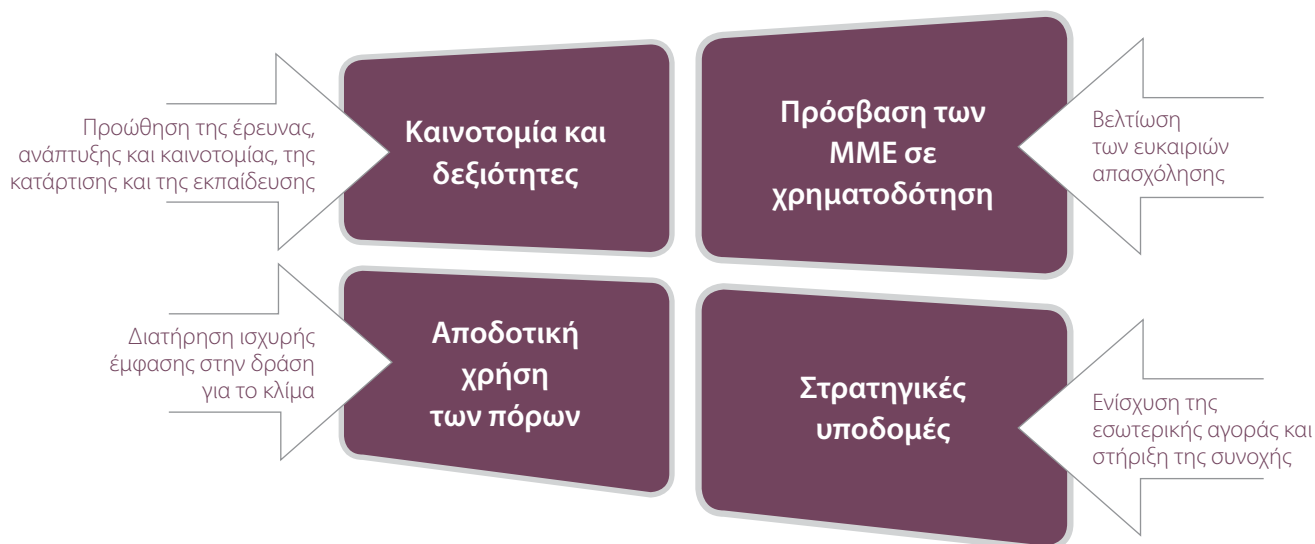 Προώθηση της έρευνας,
ανάπτυξης και καινοτομίας, της
κατάρτισης και της εκπαίδευσης
Καινοτομία και
δεξιότητες
Πρόσβαση των
ΜΜΕ σε
χρηματοδότηση
Βελτίωση
των ευκαιριών
απασχόλησης
Διατήρηση ισχυρής
έμφασης στην δράση
για το κλίμα
Αποδοτική
χρήση
των πόρων
Στρατηγικές
υποδομές
Ενίσχυση της
εσωτερικής αγοράς και
στήριξη της συνοχής